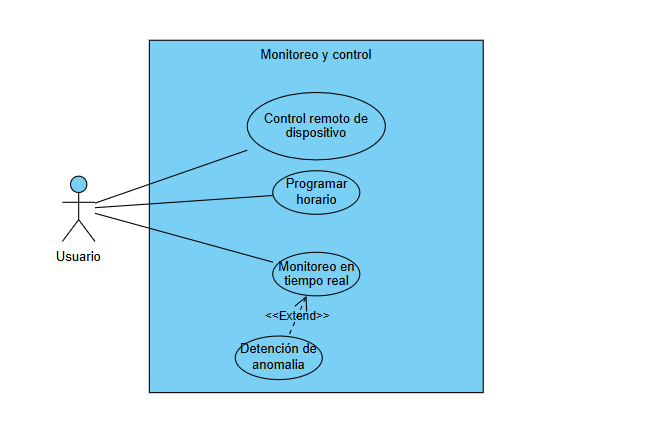 Monitoreo y control
Control remoto de
dispositivo
Programar
horario
Usuario
Monitoreo en
tiempo real
<<Extend>>
Detención de
anomalia